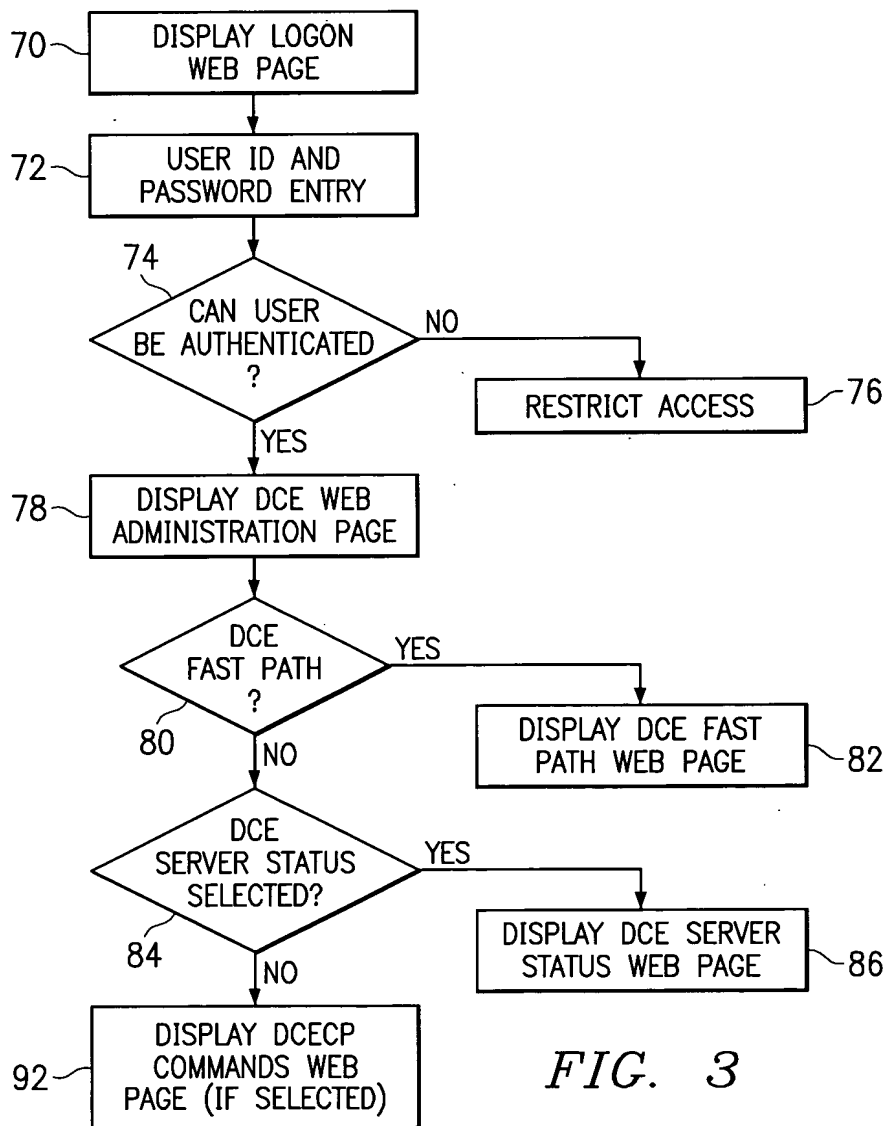 70
DISPLAY LOGON
WEB PAGE
72
USER ID AND
PASSWORD ENTRY
74
CAN USER
BE AUTHENTICATED
?
NO
RESTRICT ACCESS
76
YES
78
DISPLAY DCE WEB
ADMINISTRATION PAGE
DCE
FAST PATH
?
YES
80
DISPLAY DCE FAST
PATH WEB PAGE
82
NO
DCE
SERVER STATUS
SELECTED?
YES
84
DISPLAY DCE SERVER
STATUS WEB PAGE
86
NO
92
DISPLAY DCECP
COMMANDS WEB
PAGE (IF SELECTED)
FIG. 3